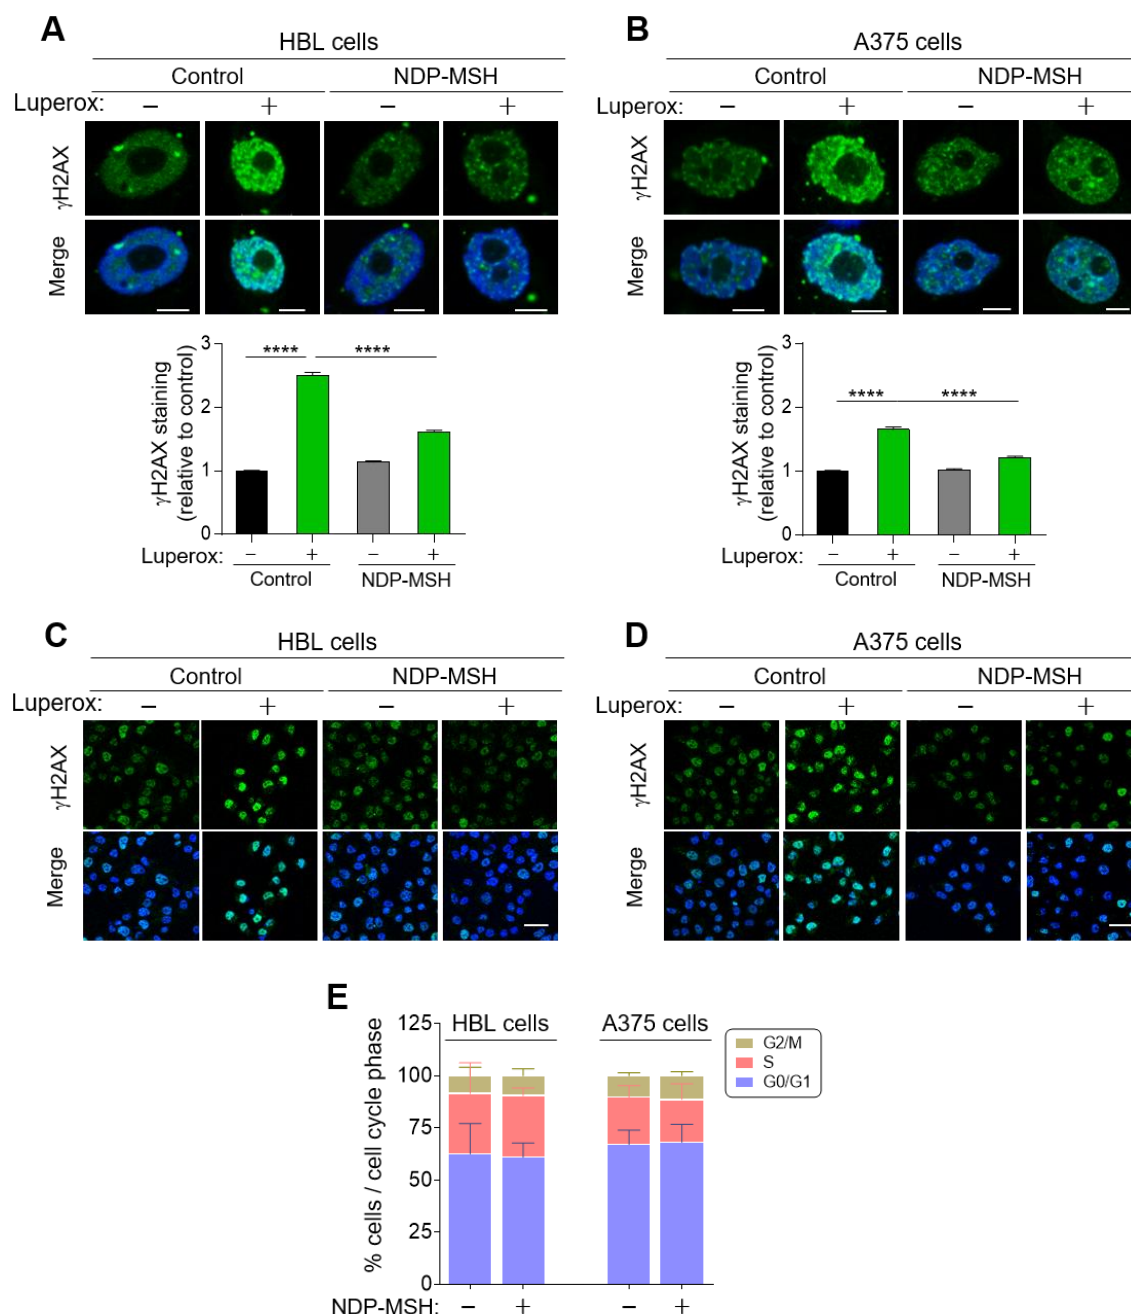 A
HBL cells
Control NDP-MSH
Luperox: − + − +
γH2AX
Merge
3
2
1
0
γH2AX staining
(relative to control)
**** ****
Luperox: − + − +
Control NDP-MSH
B
A375 cells
Control NDP-MSH
Luperox: − + − +
γH2AX
Merge
3
2
1
0
γH2AX staining
(relative to control)
**** ****
Luperox: − + − +
Control NDP-MSH
C
HBL cells
Control NDP-MSH
Luperox: − + − +
γH2AX
Merge
D
A375 cells
Control NDP-MSH
Luperox: − + − +
γH2AX
Merge
E
% cells / cell cycle phase
125
100
75
50
25
0
HBL cells A375 cells
G2/M
S
G0/G1
NDP-MSH: − + − +